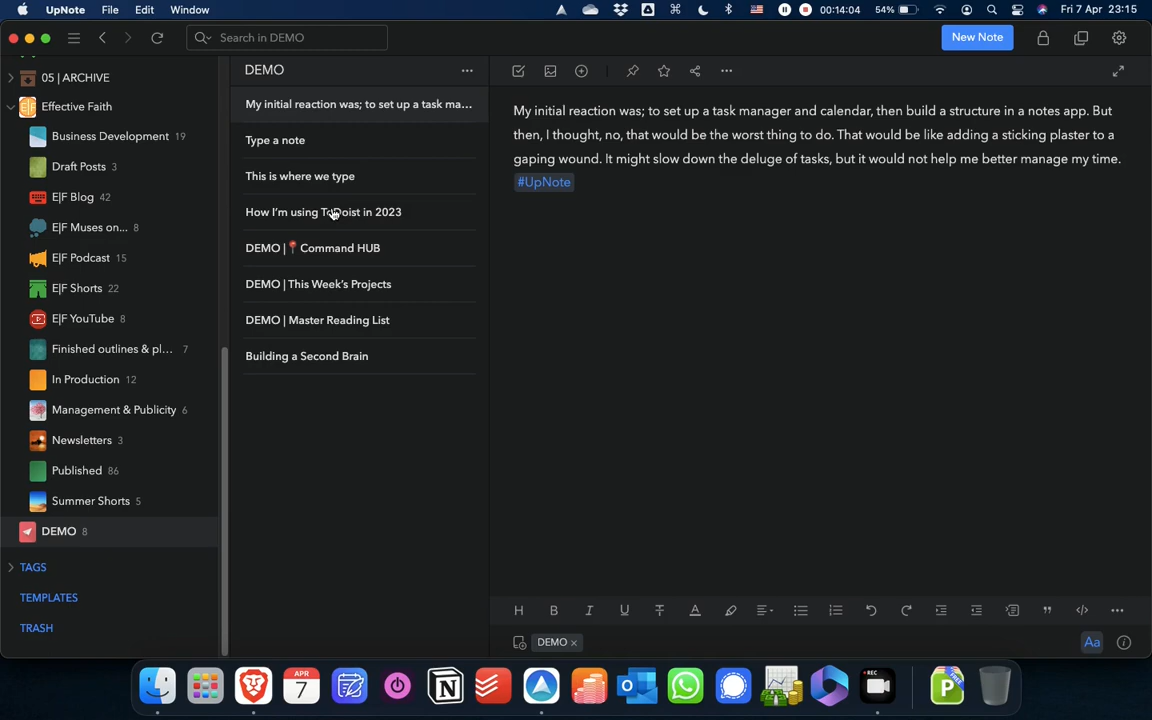 UpNote File Edit Window
00:14:04 54% Fri 7 Apr 23:15
Search in DEMO
New Note
05 | ARCHIVE
Effective Faith
Business Development 19
Draft Posts 3
E|F Blog 42
E|F Muses on... 8
E|F Podcast 15
E|F Shorts 22
E|F YouTube 8
Finished outlines & pl... 7
In Production 12
Management & Publicity 6
Newsletters 3
Published 86
Summer Shorts 5
DEMO 8
TAGS
TEMPLATES
TRASH
DEMO
My initial reaction was; to set up a task ma...
Type a note
This is where we type
How I'm using ToDoist in 2023
DEMO | 📍 Command HUB
DEMO | This Week's Projects
DEMO | Master Reading List
Building a Second Brain
My initial reaction was; to set up a task manager and calendar, then build a structure in a notes app. But
then, I thought, no, that would be the worst thing to do. That would be like adding a sticking plaster to a
gaping wound. It might slow down the deluge of tasks, but it would not help me better manage my time.
#UpNote
H B I U T A
DEMO ×
Aa
APR
7
REC